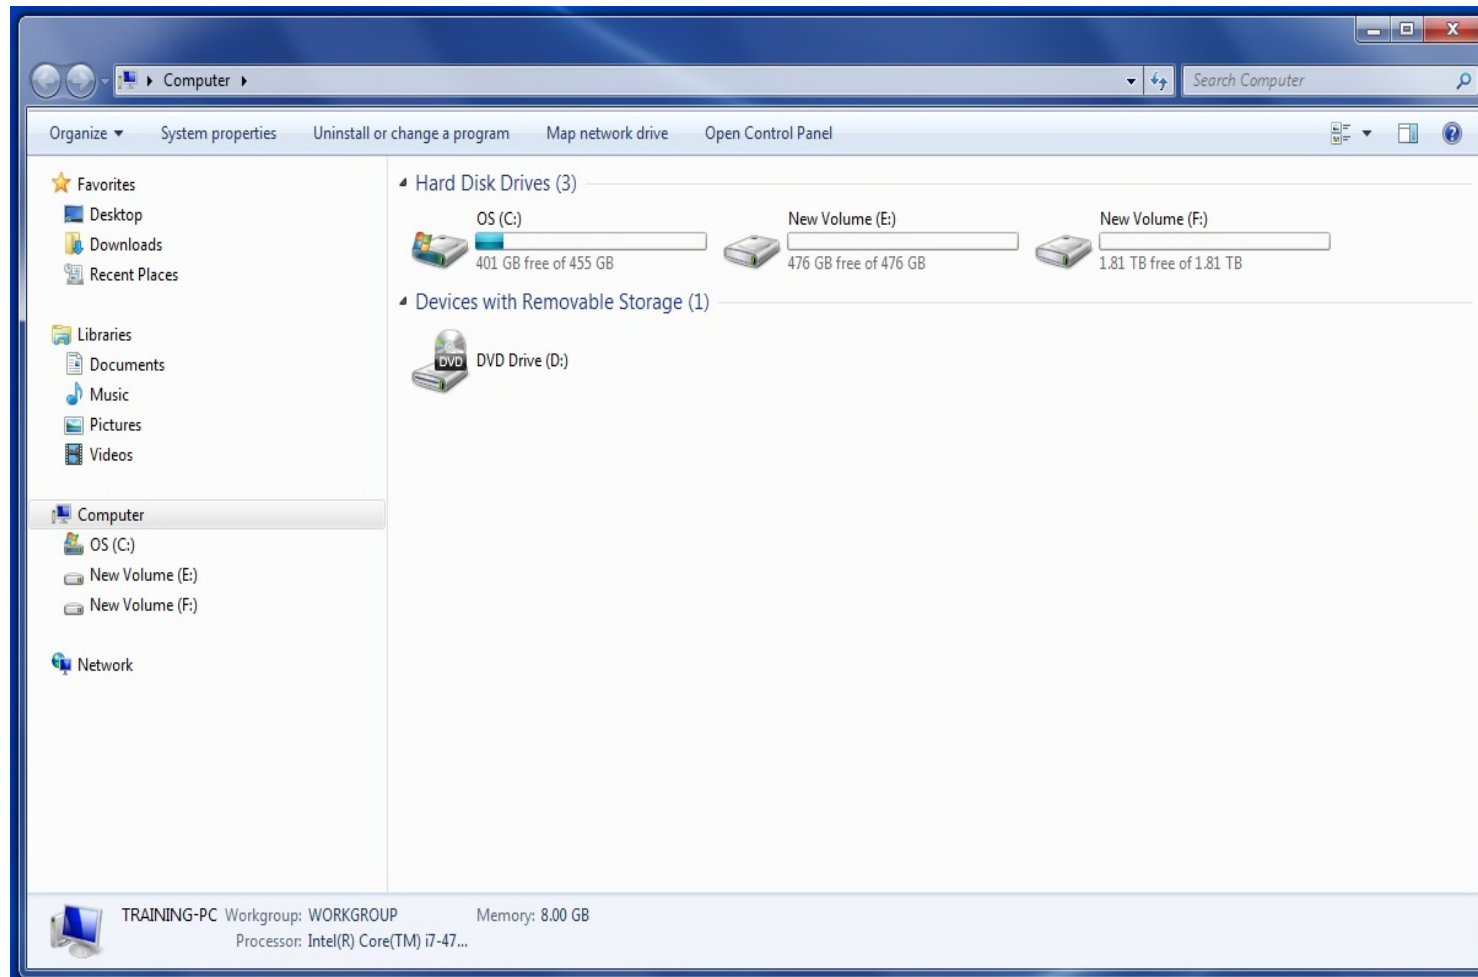 Computer
Search Computer
Organize System properties Uninstall or change a program Map network drive Open Control Panel
Favorites
Desktop
Downloads
Recent Places
Libraries
Documents
Music
Pictures
Videos
Computer
OS (C:)
New Volume (E:)
New Volume (F:)
Network
Hard Disk Drives (3)
OS (C:)
401 GB free of 455 GB
New Volume (E:)
476 GB free of 476 GB
New Volume (F:)
1.81 TB free of 1.81 TB
Devices with Removable Storage (1)
DVD
DVD Drive (D:)
TRAINING-PC Workgroup: WORKGROUP Memory: 8.00 GB
Processor: Intel(R) Core(TM) i7-47...